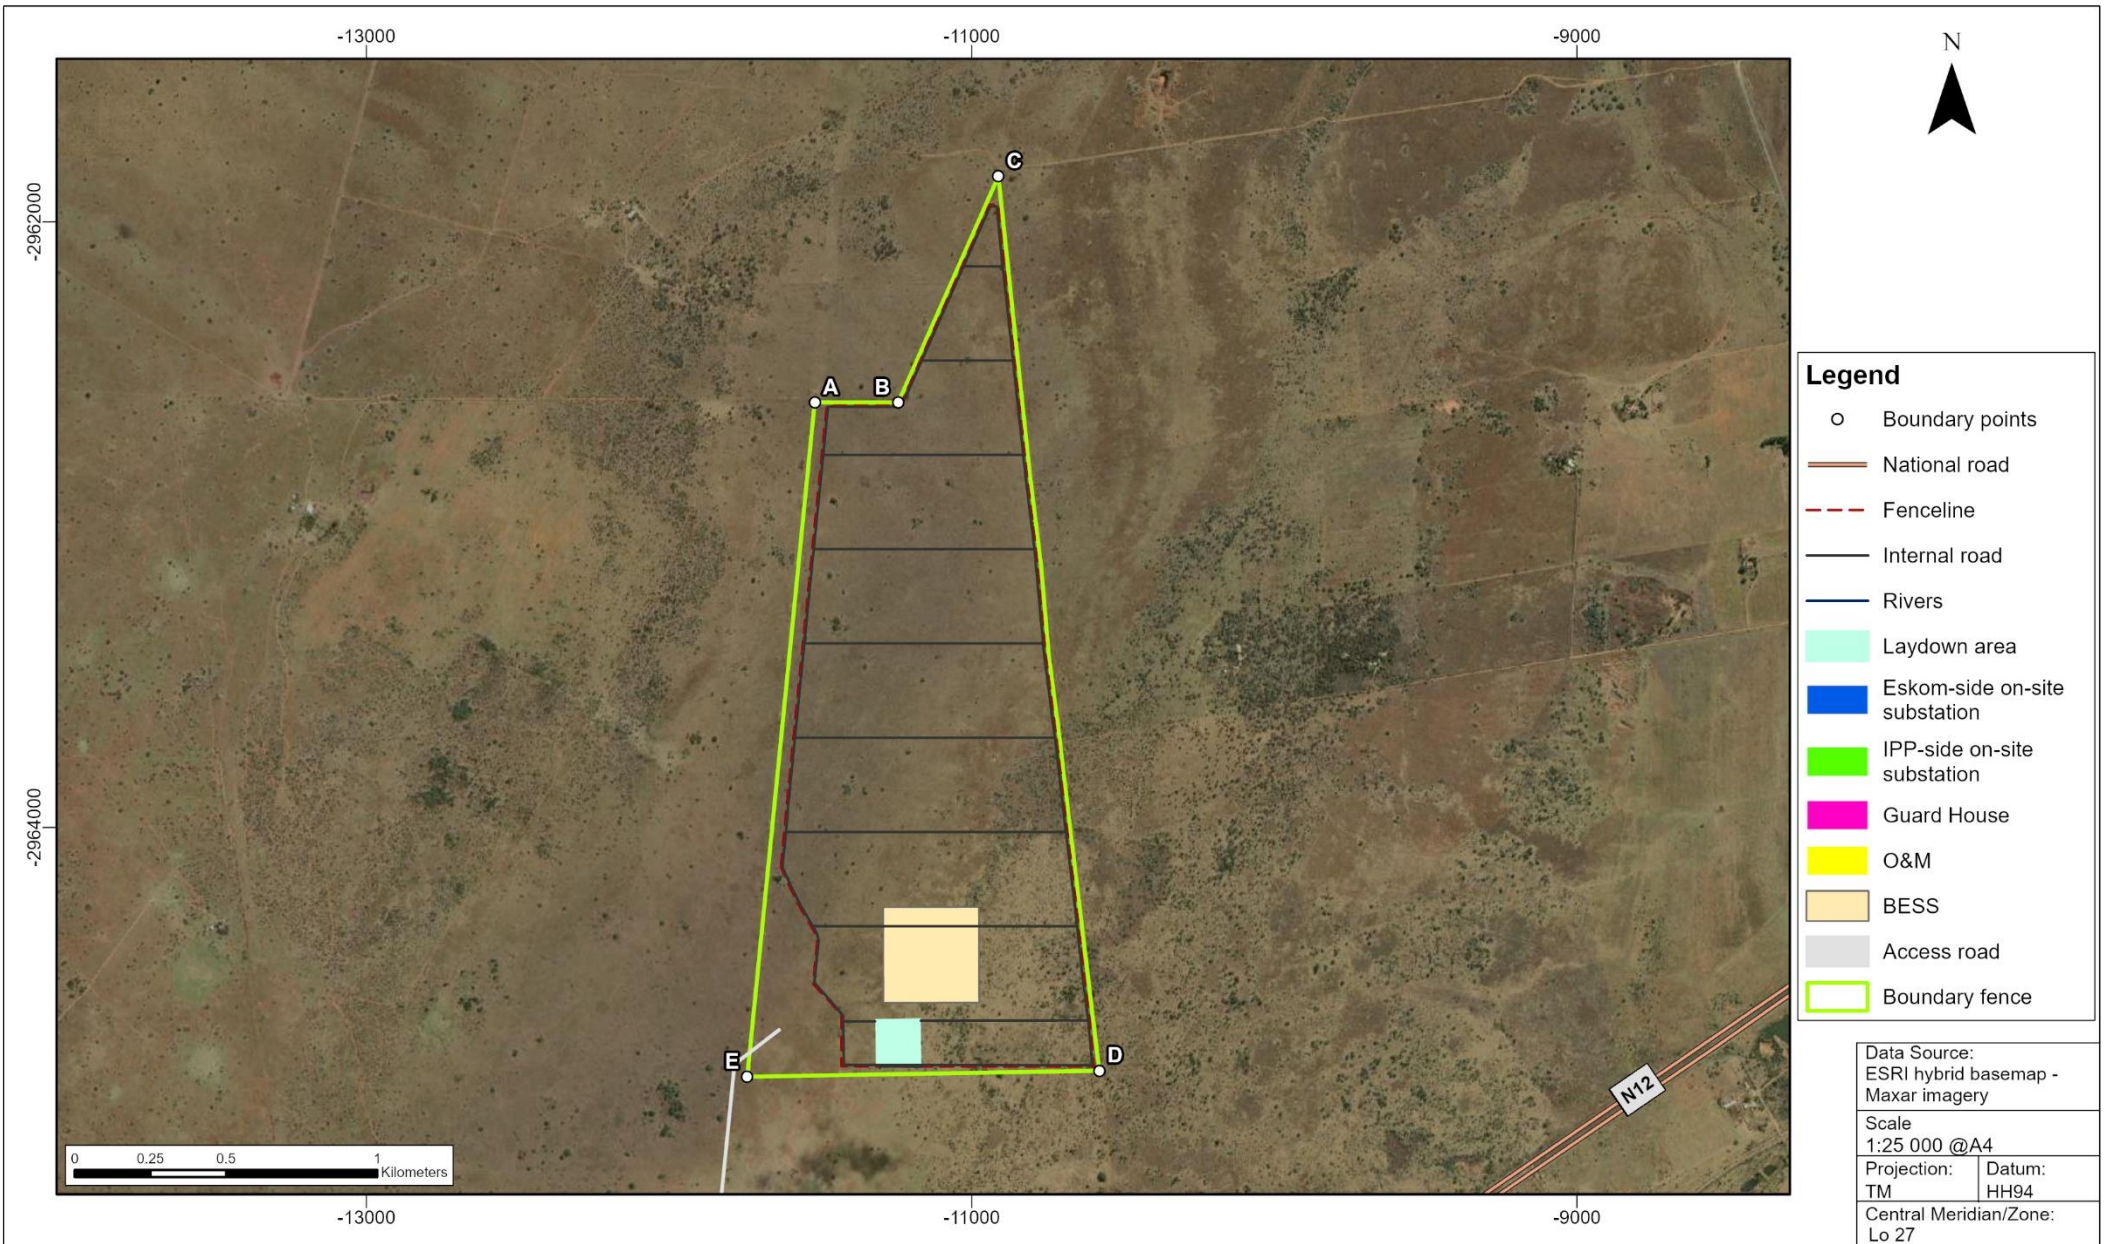 -13000
-11000
-9000
N
-2962000
-2964000
C
A
B
E
D
N12
0
0.25
0.5
1
Kilometers
-13000
-11000
-9000
Legend
Boundary points
National road
Fenceline
Internal road
Rivers
Laydown area
Eskom-side on-site
substation
IPP-side on-site
substation
Guard House
O&M
BESS
Access road
Boundary fence
Data Source:
ESRI hybrid basemap -
Maxar imagery
Scale
1:25 000 @A4
Projection:
TM
Datum:
HH94
Central Meridian/Zone:
Lo 27